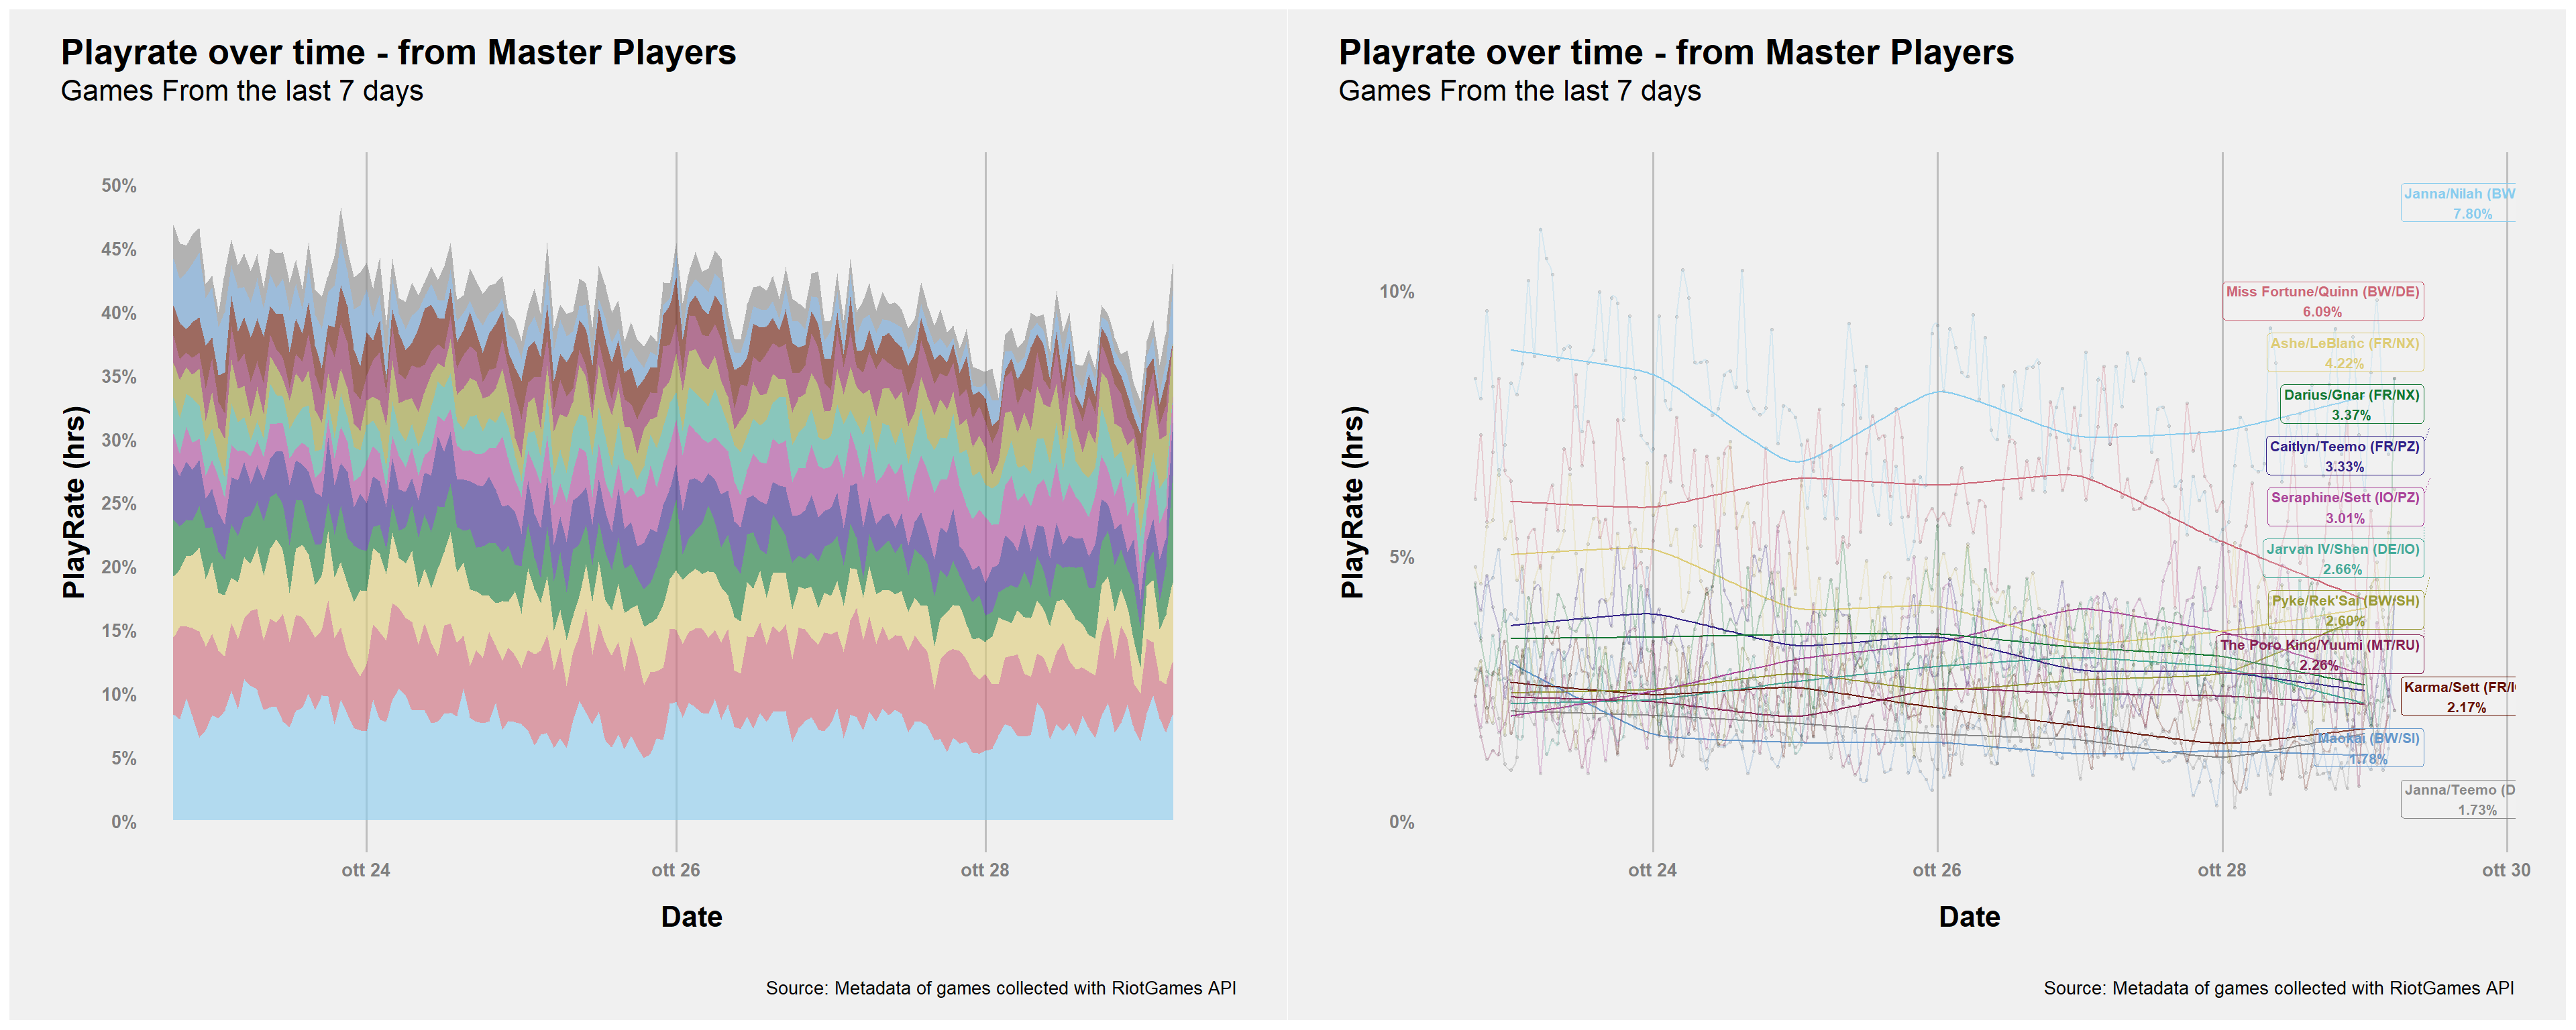 Playrate over time - from Master Players
Games From the last 7 days
PlayRate (hrs)
50%
45%
40%
35%
30%
25%
20%
15%
10%
5%
0%
ott 24
ott 26
ott 28
Date
Source: Metadata of games collected with RiotGames API
Playrate over time - from Master Players
Games From the last 7 days
PlayRate (hrs)
10%
5%
0%
Janna/Nilah (BW
7.80%
Miss Fortune/Quinn (BW/DE)
6.09%
Ashe/LeBlanc (FR/NX)
4.22%
Darius/Gnar (FR/NX)
3.37%
Caitlyn/Teemo (FR/PZ)
3.33%
Seraphine/Sett (IO/PZ)
3.01%
Jarvan IV/Shen (DE/IO)
2.66%
Pyke/Rek'Sai (BW/SH)
2.60%
The Poro King/Yuumi (MT/RU)
2.26%
Karma/Sett (FR/I
2.17%
Maokai (BW/SI)
1.78%
Janna/Teemo (D
1.73%
ott 24
ott 26
ott 28
ott 30
Date
Source: Metadata of games collected with RiotGames API